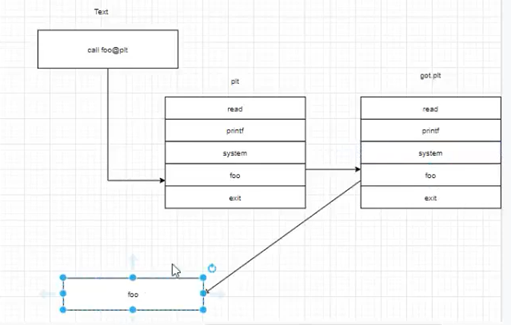 Text
call foo@plt
plt
read
printf
system
foo
exit
got.plt
read
printf
system
foo
exit
foo